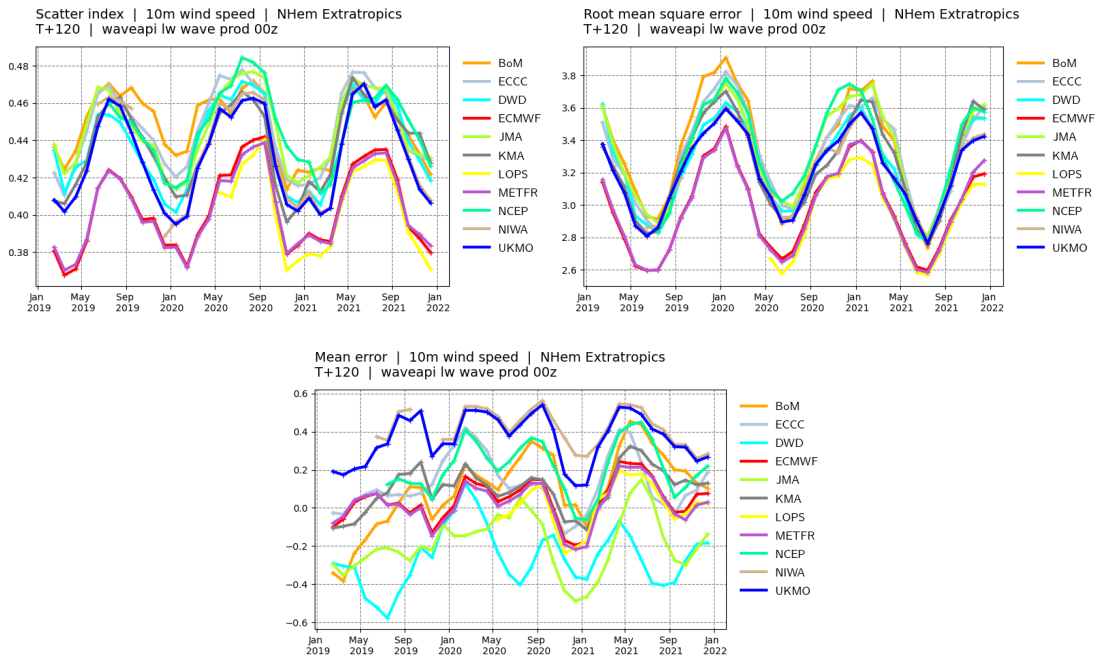 Scatter index | 10m wind speed | NHem Extratropics
T+120 | waveapi lw wave prod 00z
0.48
0.46
0.44
0.42
0.40
0.38
Jan May Sep Jan May Sep Jan May Sep Jan
2019 2019 2019 2020 2020 2020 2021 2021 2021 2022
BoM
ECCC
DWD
ECMWF
JMA
KMA
LOPS
METFR
NCEP
NIWA
UKMO
Root mean square error | 10m wind speed | NHem Extratropics
T+120 | waveapi lw wave prod 00z
3.8
3.6
3.4
3.2
3.0
2.8
2.6
Jan May Sep Jan May Sep Jan May Sep Jan
2019 2019 2019 2020 2020 2020 2021 2021 2021 2022
BoM
ECCC
DWD
ECMWF
JMA
KMA
LOPS
METFR
NCEP
NIWA
UKMO
Mean error | 10m wind speed | NHem Extratropics
T+120 | waveapi lw wave prod 00z
0.6
0.4
0.2
0.0
−0.2
−0.4
−0.6
Jan May Sep Jan May Sep Jan May Sep Jan
2019 2019 2019 2020 2020 2020 2021 2021 2021 2022
BoM
ECCC
DWD
ECMWF
JMA
KMA
LOPS
METFR
NCEP
NIWA
UKMO